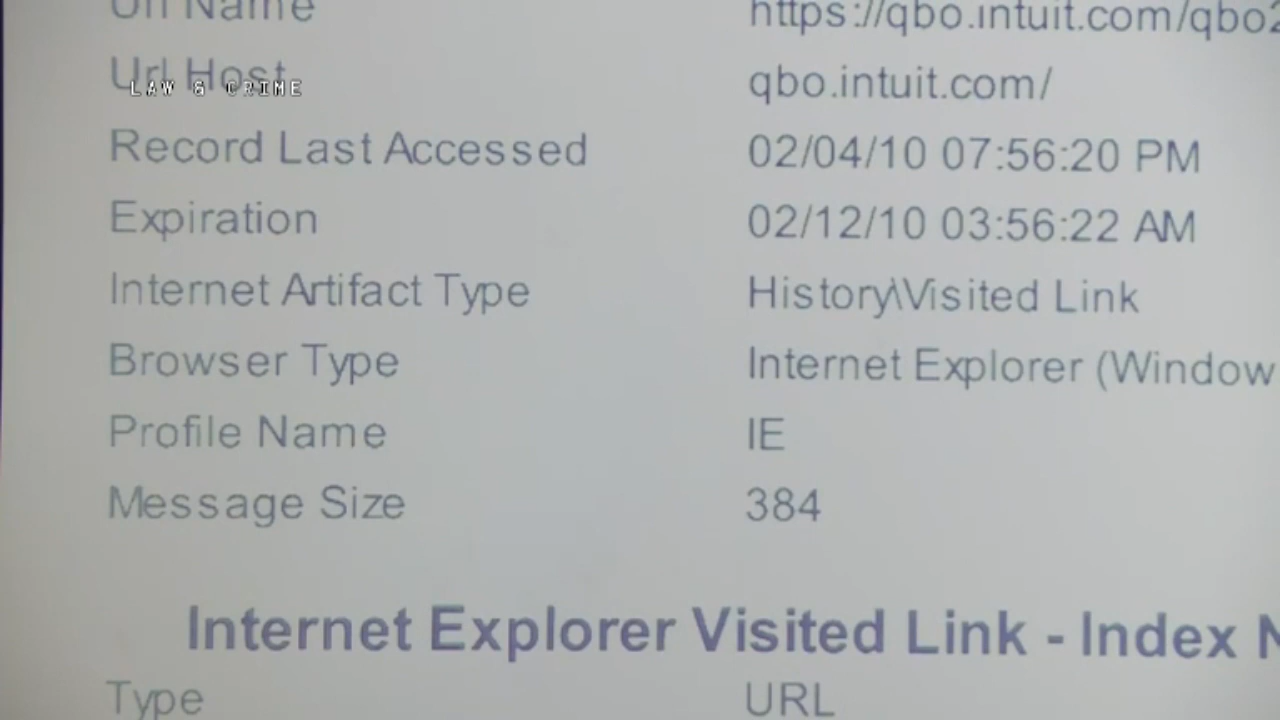 Url Name https://qbo.intuit.com/qbo2
Url Host qbo.intuit.com/
LAW & CRIME
Record Last Accessed 02/04/10 07:56:20 PM
Expiration 02/12/10 03:56:22 AM
Internet Artifact Type History\Visited Link
Browser Type Internet Explorer (Window
Profile Name IE
Message Size 384
Internet Explorer Visited Link - Index N
Type URL